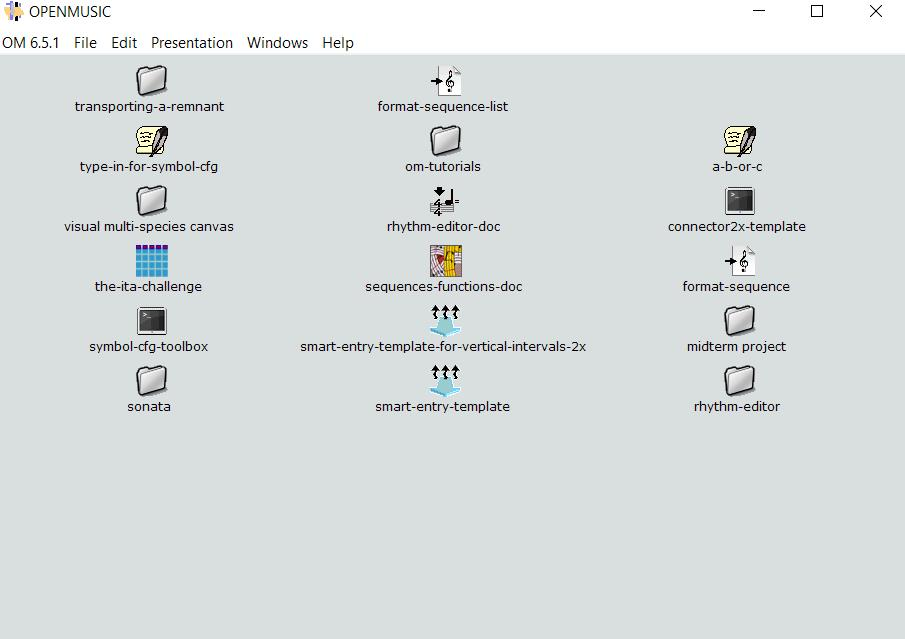 OPENMUSIC
OM 6.5.1 File Edit Presentation Windows Help
transporting-a-remnant format-sequence-list
type-in-for-symbol-cfg om-tutorials a-b-or-c
visual multi-species canvas rhythm-editor-doc connector2x-template
the-ita-challenge sequences-functions-doc format-sequence
symbol-cfg-toolbox smart-entry-template-for-vertical-intervals-2x midterm project
sonata smart-entry-template rhythm-editor